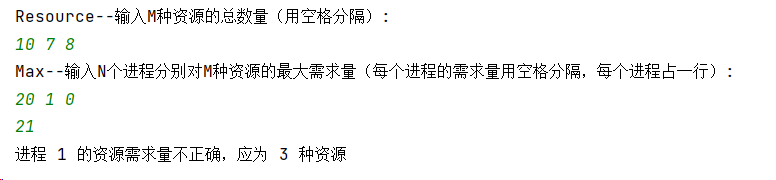 Resource--输入M种资源的总数量（用空格分隔）:
10 7 8
Max--输入N个进程分别对M种资源的最大需求量（每个进程的需求量用空格分隔，每个进程占一行）:
20 1 0
21
进程 1 的资源需求量不正确，应为 3 种资源